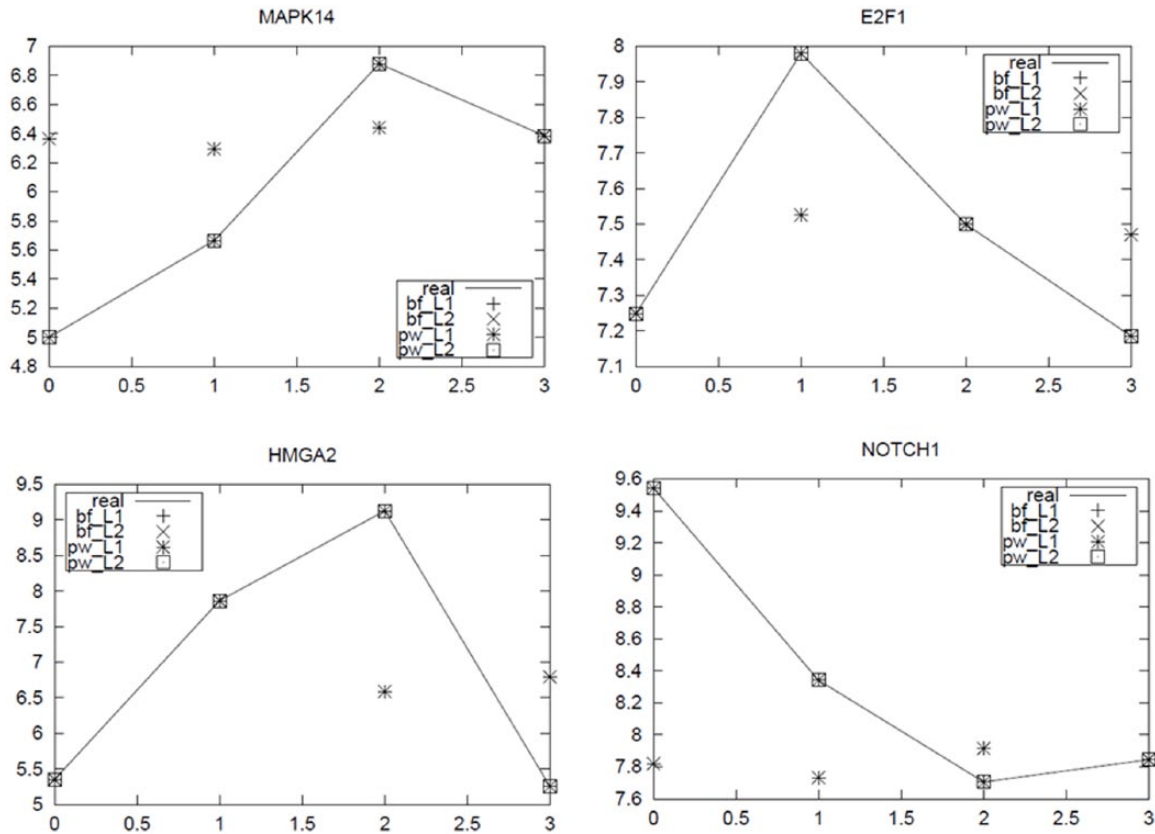 MAPK14
7
6.8
6.6
6.4
6.2
6
5.8
5.6
5.4
5.2
5
4.8
real
bf_L1
bf_L2
pw_L1
pw_L2
0 0.5 1 1.5 2 2.5 3
E2F1
8
7.9
7.8
7.7
7.6
7.5
7.4
7.3
7.2
7.1
real
bf_L1
bf_L2
pw_L1
pw_L2
0 0.5 1 1.5 2 2.5 3
HMGA2
9.5
9
8.5
8
7.5
7
6.5
6
5.5
5
real
bf_L1
bf_L2
pw_L1
pw_L2
0 0.5 1 1.5 2 2.5 3
NOTCH1
9.6
9.4
9.2
9
8.8
8.6
8.4
8.2
8
7.8
7.6
real
bf_L1
bf_L2
pw_L1
pw_L2
0 0.5 1 1.5 2 2.5 3